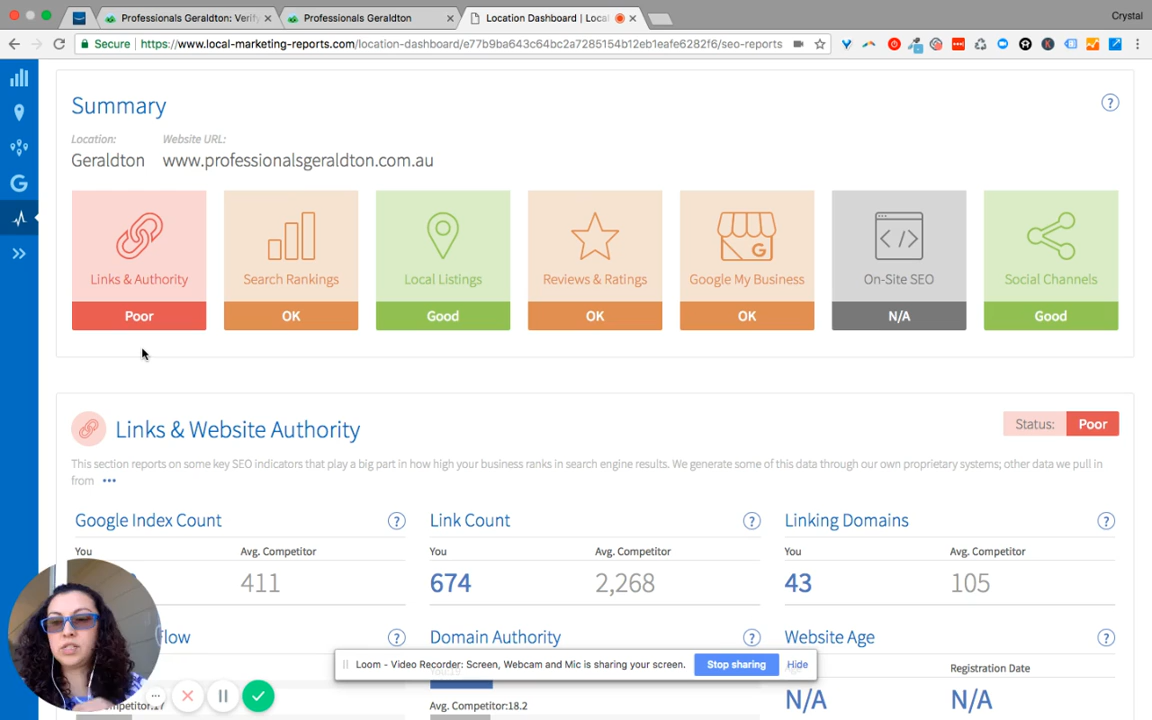 Professionals Geraldton: Verify
Professionals Geraldton
Location Dashboard | Local
Crystal
Secure
https://www.local-marketing-reports.com/location-dashboard/e77b9ba643c64bc2a7285154b12eb1eafe6282f6/seo-reports
Summary
?
Location:
Website URL:
Geraldton
www.professionalsgeraldton.com.au
Links & Authority
Search Rankings
Local Listings
Reviews & Ratings
Google My Business
On-Site SEO
Social Channels
Poor
OK
Good
OK
OK
N/A
Good
Links & Website Authority
Status:
Poor
This section reports on some key SEO indicators that play a big part in how high your business ranks in search engine results. We generate some of this data through our own proprietary systems; other data we pull in
from •••
Google Index Count
?
Link Count
?
Linking Domains
?
You
Avg. Competitor
You
Avg. Competitor
You
Avg. Competitor
411
674
2,268
43
105
Flow
?
Domain Authority
?
Website Age
?
Registration Date
N/A
N/A
Loom - Video Recorder: Screen, Webcam and Mic is sharing your screen.
Stop sharing
Hide
Avg. Competitor:18.2